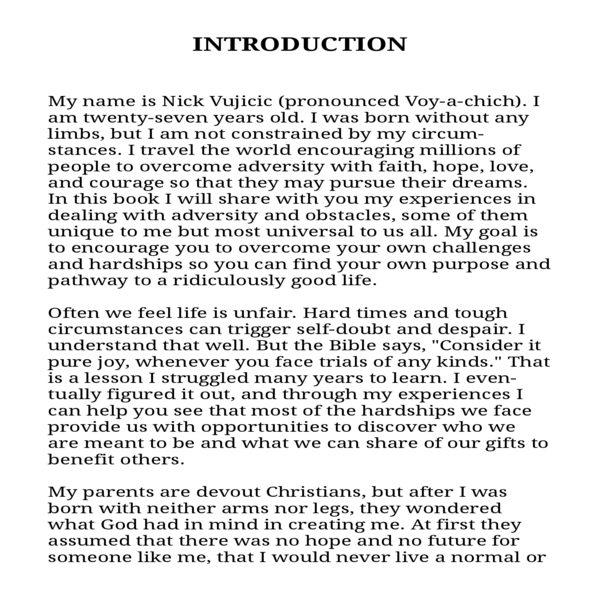 INTRODUCTION
My name is Nick Vujicic (pronounced Voy-a-chich). I
am twenty-seven years old. I was born without any
limbs, but I am not constrained by my circum-
stances. I travel the world encouraging millions of
people to overcome adversity with faith, hope, love,
and courage so that they may pursue their dreams.
In this book I will share with you my experiences in
dealing with adversity and obstacles, some of them
unique to me but most universal to us all. My goal is
to encourage you to overcome your own challenges
and hardships so you can find your own purpose and
pathway to a ridiculously good life.
Often we feel life is unfair. Hard times and tough
circumstances can trigger self-doubt and despair. I
understand that well. But the Bible says, "Consider it
pure joy, whenever you face trials of any kinds." That
is a lesson I struggled many years to learn. I even-
tually figured it out, and through my experiences I
can help you see that most of the hardships we face
provide us with opportunities to discover who we
are meant to be and what we can share of our gifts to
benefit others.
My parents are devout Christians, but after I was
born with neither arms nor legs, they wondered
what God had in mind in creating me. At first they
assumed that there was no hope and no future for
someone like me, that I would never live a normal or